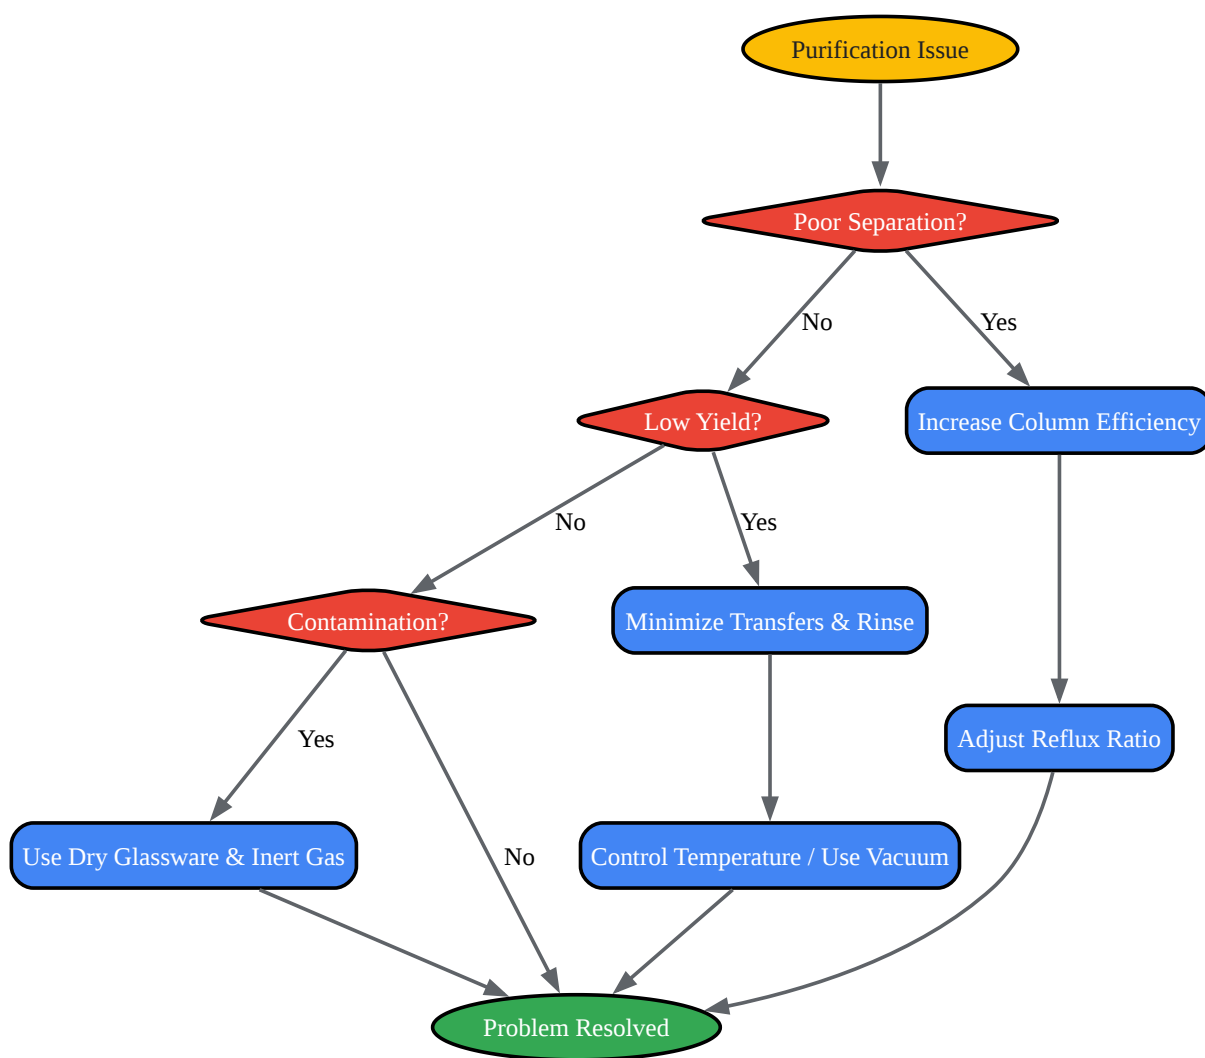 Purification Issue
Poor Separation?
No
Yes
Low Yield?
Increase Column Efficiency
No
Yes
Contamination?
Minimize Transfers & Rinse
Yes
Adjust Reflux Ratio
Use Dry Glassware & Inert Gas
No
Control Temperature / Use Vacuum
Problem Resolved